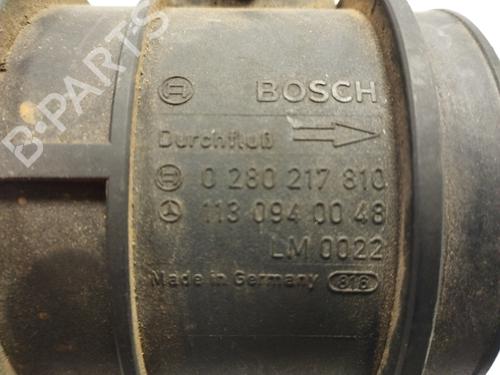 BOSCH
Durchfluß
0 280 217 810
113 094 00 48
LM 0022
Made in Germany 818
B-PARTS